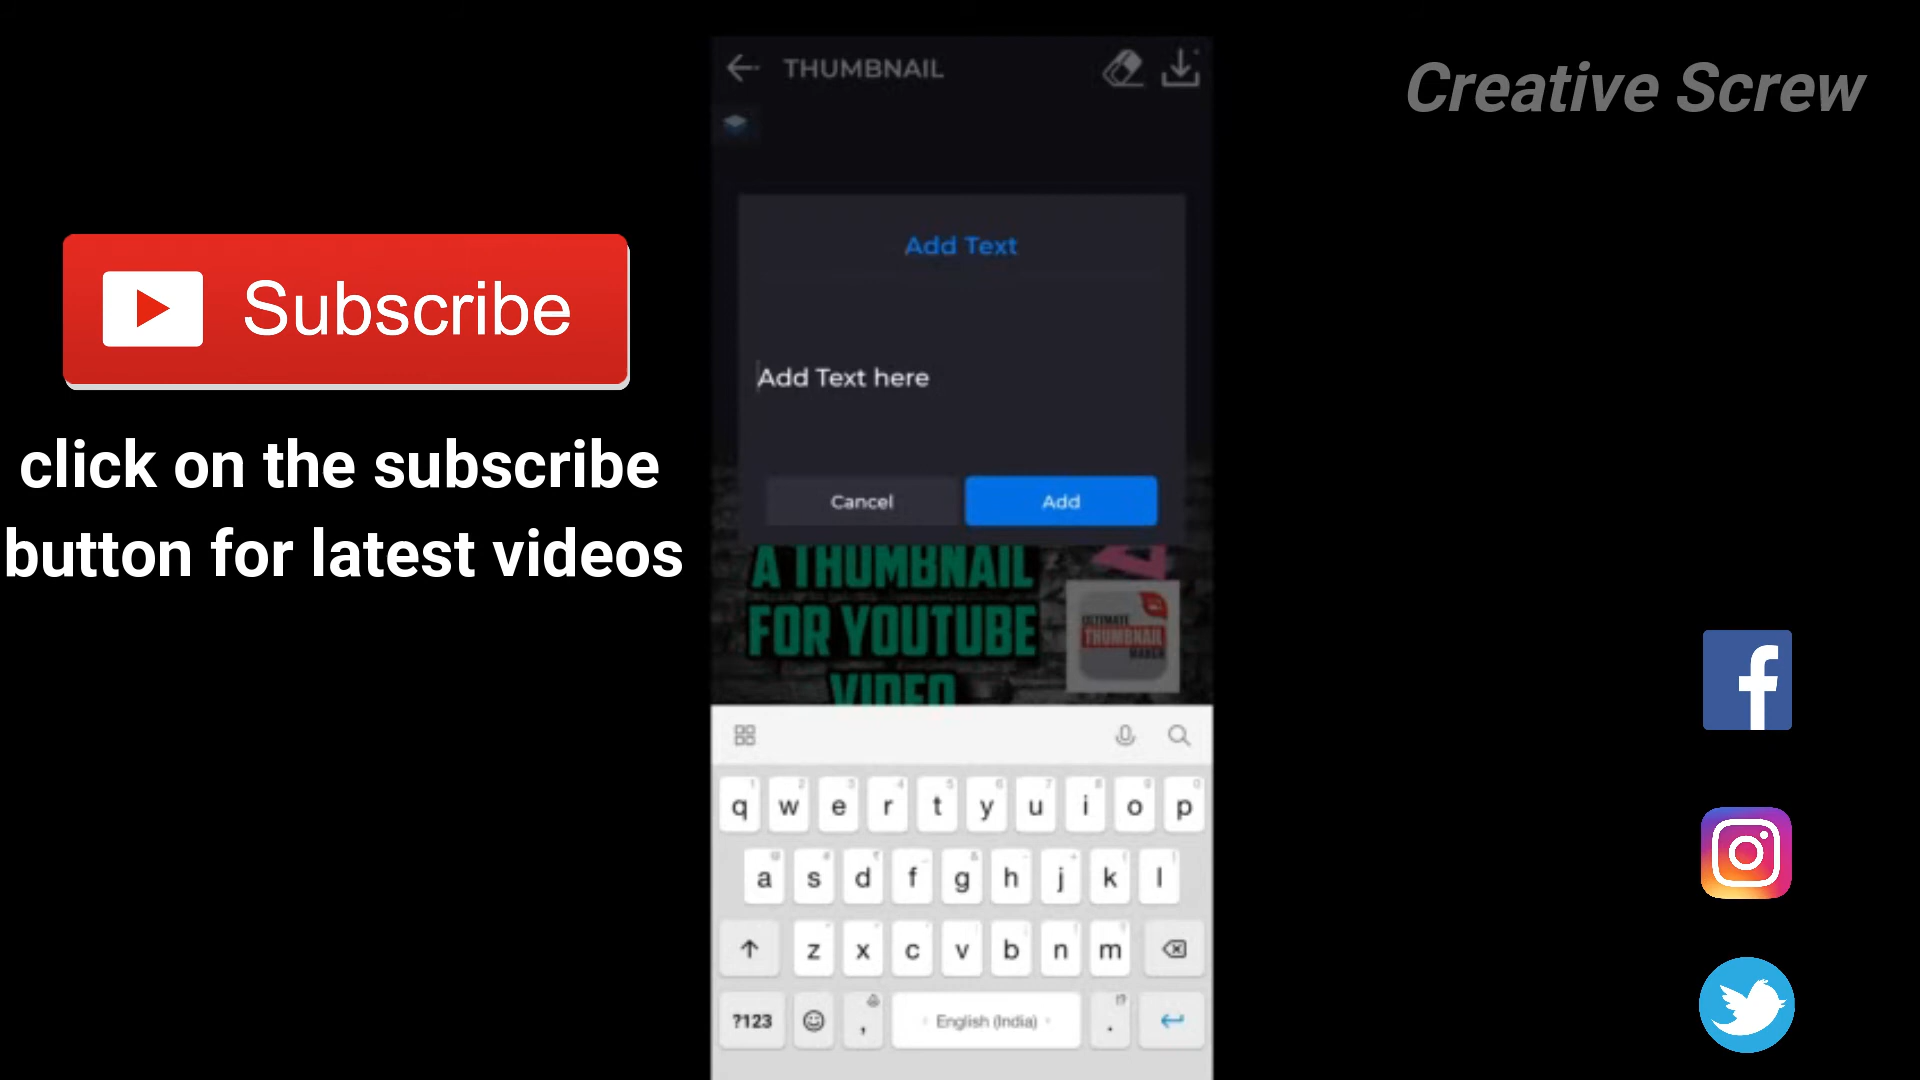 THUMBNAIL
Creative Screw
Add Text
Subscribe
Add Text here
click on the subscribe
button for latest videos
Cancel
Add
A THUMBNAIL
FOR YOUTUBE
VIDEO
ULTIMATE
THUMBNAIL
MAKER
q w e r t y u i o p
a s d f g h j k l
z x c v b n m
?123 , English (India) .